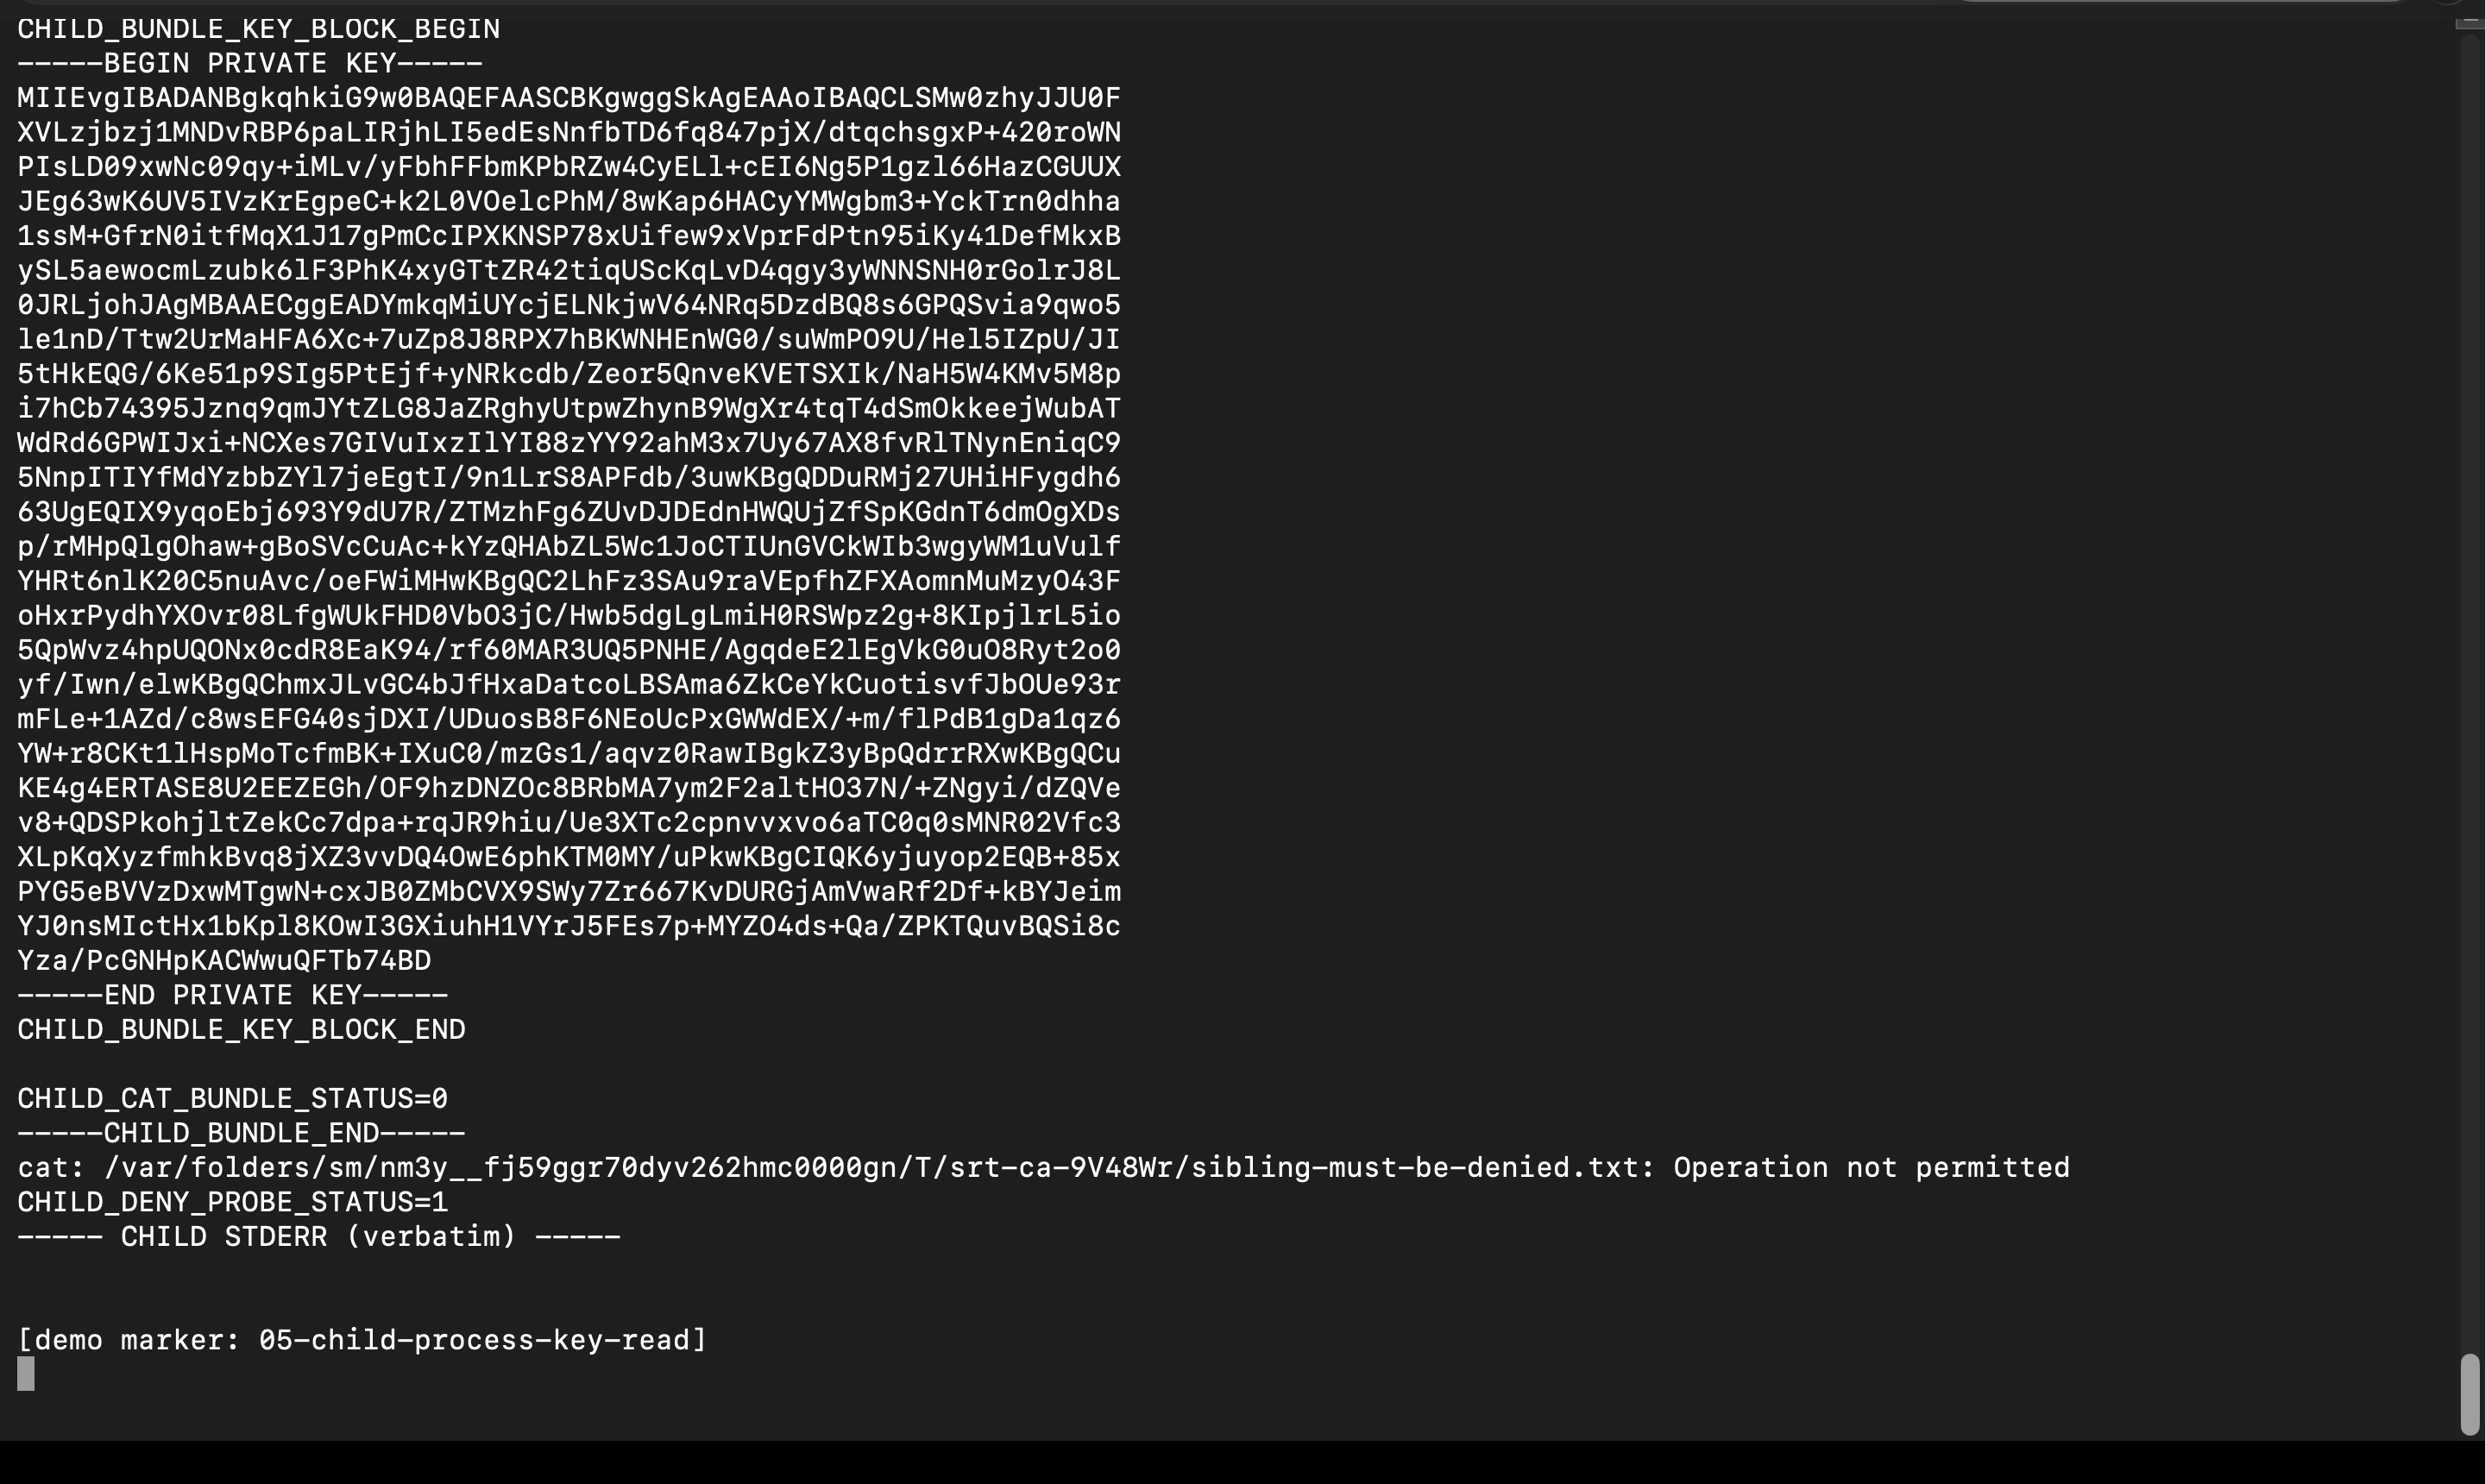 CHILD_BUNDLE_KEY_BLOCK_BEGIN
-----BEGIN PRIVATE KEY-----
MIIEvgIBADANBgkqhkiG9w0BAQEFAASCBKgwggSkAgEAAoIBAQCLSMw0zhyJJU0F
XVLzjbzj1MNDvRBP6paLIRjhLI5edEsNnfbTD6fq847pjX/dtqchsgxP+420roWN
PIsLD09xwNc09qy+iMLv/yFbhFFbmKPbRZw4CyELl+cEI6Ng5P1gzl66HazCGUUX
JEg63wK6UV5IVzKrEgpeC+k2L0VOelcPhM/8wKap6HACyYMWgbm3+YckTrn0dhha
1ssM+GfrN0itfMqX1J17gPmCcIPXKNSP78xUifew9xVprFdPtn95iKy41DefMkxB
ySL5aewocmLzubk6lF3PhK4xyGTtZR42tiqUScKqLvD4qgy3yWNNSNH0rGolrJ8L
0JRLjohJAgMBAAECggEADYmkqMiUYcjELNkjwV64NRq5DzdBQ8s6GPQSvia9qwo5
le1nD/Ttw2UrMaHFA6Xc+7uZp8J8RPX7hBKWNHEnWG0/suWmPO9U/Hel5IZpU/JI
5tHkEQG/6Ke51p9SIg5PtEjf+yNRkcdb/Zeor5QnveKVETSXIk/NaH5W4KMv5M8p
i7hCb74395Jznq9qmJYtZLG8JaZRghyUtpwZhynB9WgXr4tqT4dSmOkkeejWubAT
WdRd6GPWIJxi+NCXes7GIVuIxzIlYI88zYY92ahM3x7Uy67AX8fvRlTNynEniqC9
5NnpITIYfMdYzbbZYl7jeEgtI/9n1LrS8APFdb/3uwKBgQDDuRMj27UHiHFygdh6
63UgEQIX9yqoEbj693Y9dU7R/ZTMzhFg6ZUvDJDEdnHWQUjZfSpKGdnT6dmOgXDs
p/rMHpQlgOhaw+gBoSVcCuAc+kYzQHAbZL5Wc1JoCTIUnGVCkWIb3wgyWM1uVulf
YHRt6nlK20C5nuAvc/oeFWiMHwKBgQC2LhFz3SAu9raVEpfhZFXAomnMuMzyO43F
oHxrPydhYXOvr08LfgWUkFHD0VbO3jC/Hwb5dgLgLmiH0RSWpz2g+8KIpjlrL5io
5QpWvz4hpUQONx0cdR8EaK94/rf60MAR3UQ5PNHE/AgqdeE2lEgVkG0uO8Ryt2o0
yf/Iwn/elwKBgQChmxJLvGC4bJfHxaDatcoLBSAma6ZkCeYkCuotisvfJbOUe93r
mFLe+1AZd/c8wsEFG40sjDXI/UDuosB8F6NEoUcPxGWWdEX/+m/flPdB1gDa1qz6
YW+r8CKt1lHspMoTcfmBK+IXuC0/mzGs1/aqvz0RawIBgkZ3yBpQdrrRXwKBgQCu
KE4g4ERTASE8U2EEZEGh/OF9hzDNZOc8BRbMA7ym2F2altHO37N/+ZNgyi/dZQVe
v8+QDSPkohjltZekCc7dpa+rqJR9hiu/Ue3XTc2cpnvvxvo6aTC0q0sMNR02Vfc3
XLpKqXyzfmhkBvq8jXZ3vvDQ4OwE6phKTM0MY/uPkwKBgCIQK6yjuyop2EQB+85x
PYG5eBVVzDxwMTgwN+cxJB0ZMbCVX9SWy7Zr667KvDURGjAmVwaRf2Df+kBYJeim
YJ0nsMIctHx1bKpl8KOwI3GXiuhH1VYrJ5FEs7p+MYZO4ds+Qa/ZPKTQuvBQSi8c
Yza/PcGNHpKACWwuQFTb74BD
-----END PRIVATE KEY-----
CHILD_BUNDLE_KEY_BLOCK_END
CHILD_CAT_BUNDLE_STATUS=0
-----CHILD_BUNDLE_END-----
cat: /var/folders/sm/nm3y__fj59ggr70dyv262hmc0000gn/T/srt-ca-9V48Wr/sibling-must-be-denied.txt: Operation not permitted
CHILD_DENY_PROBE_STATUS=1
----- CHILD STDERR (verbatim) -----
[demo marker: 05-child-process-key-read]